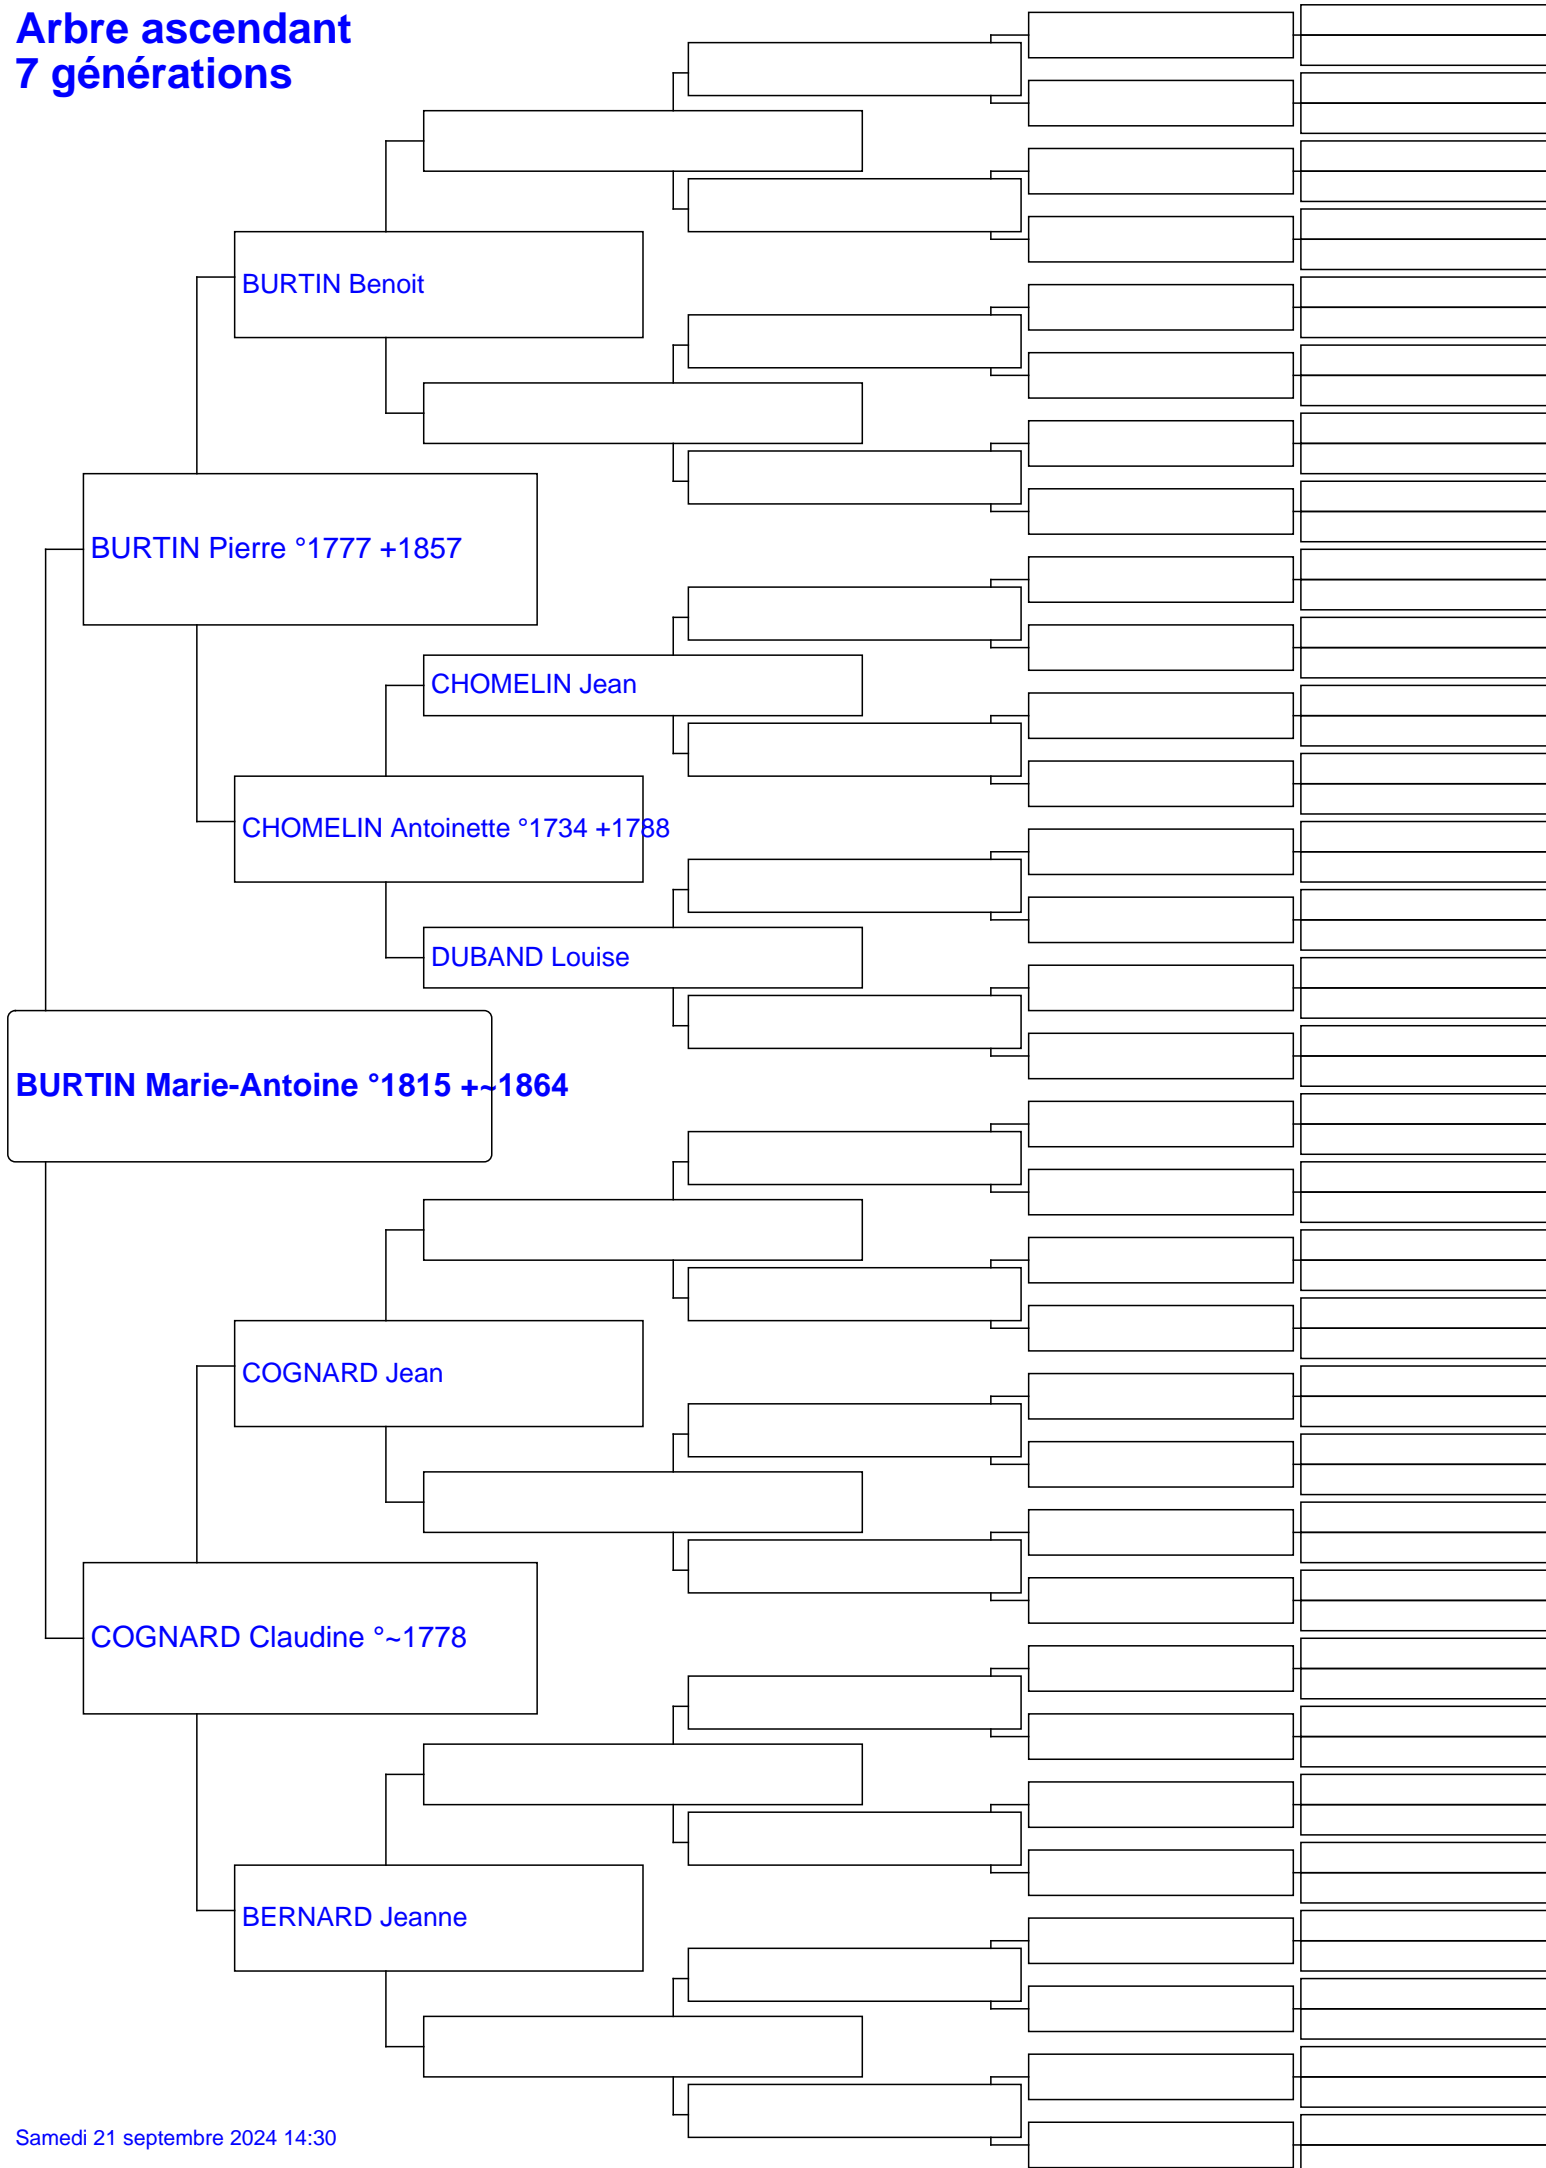 Arbre ascendant
7 générations
BURTIN Benoit
BURTIN Pierre °1777 +1857
CHOMELIN Jean
CHOMELIN Antoinette °1734 +1788
DUBAND Louise
BURTIN Marie-Antoine °1815 +~1864
COGNARD Jean
COGNARD Claudine °~1778
BERNARD Jeanne
Samedi 21 septembre 2024 14:30